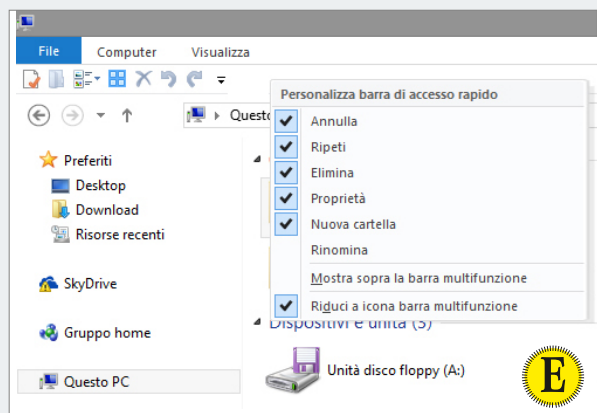 File Computer Visualizza
Personalizza barra di accesso rapido
Annulla
Ripeti
Elimina
Proprietà
Nuova cartella
Rinomina
Mostra sopra la barra multifunzione
Riduci a icona barra multifunzione
Preferiti
Desktop
Download
Risorse recenti
SkyDrive
Gruppo home
Questo PC
Dispositivi e unità (3)
Unità disco floppy (A:)
E